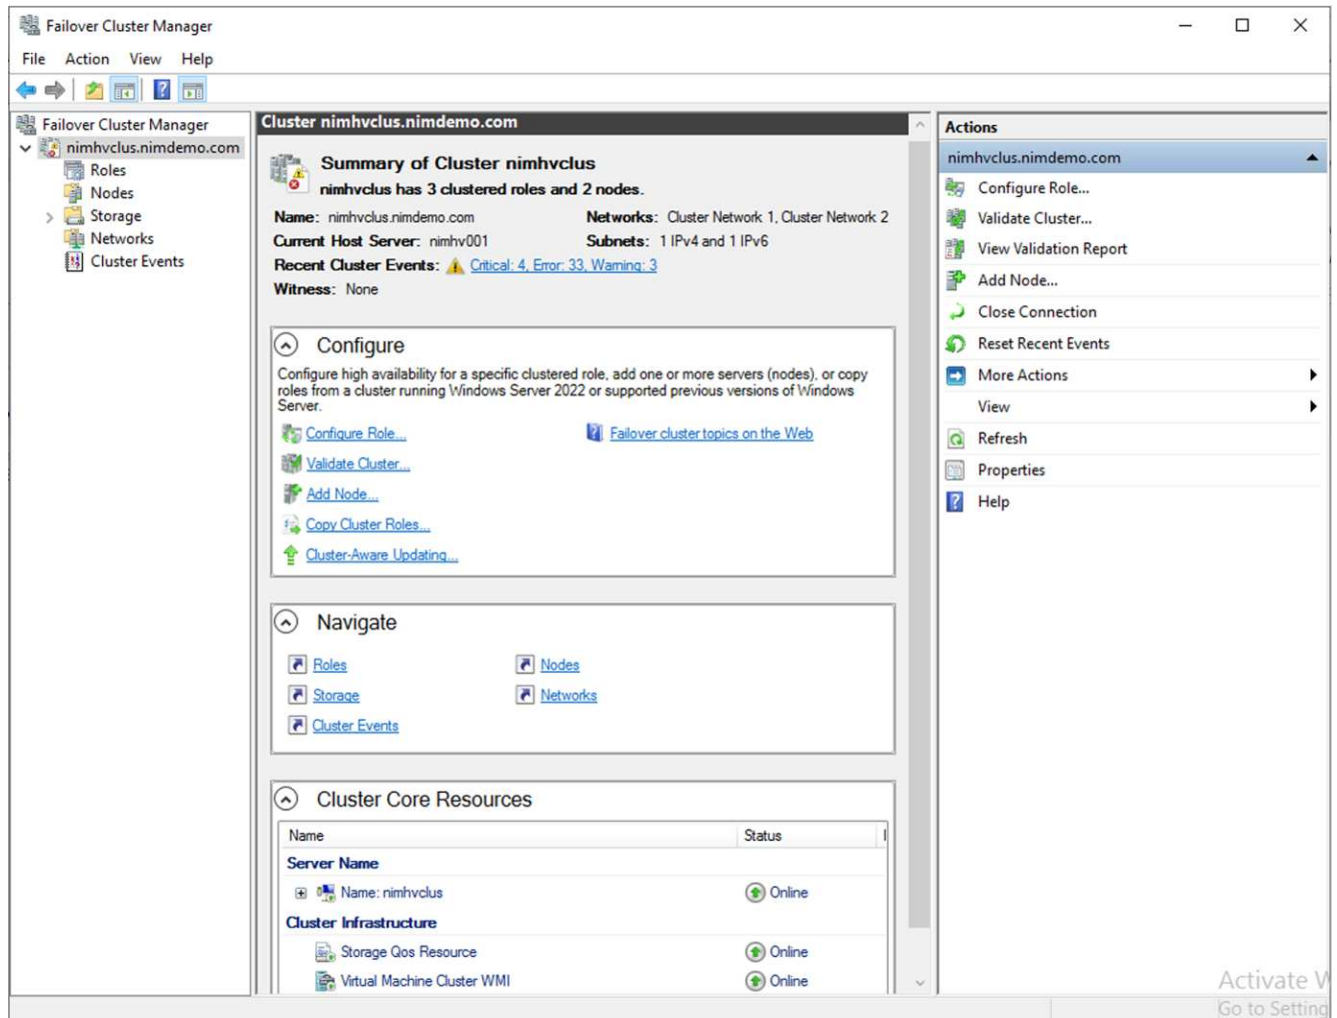 Failover Cluster Manager
File Action View Help
Failover Cluster Manager
nimhvclus.nimdemo.com
Roles
Nodes
Storage
Networks
Cluster Events
Cluster nimhvclus.nimdemo.com
Summary of Cluster nimhvclus
nimhvclus has 3 clustered roles and 2 nodes.
Name: nimhvclus.nimdemo.com Networks: Cluster Network 1, Cluster Network 2
Current Host Server: nimhv001 Subnets: 1 IPv4 and 1 IPv6
Recent Cluster Events: Critical: 4, Error: 33, Warning: 3
Witness: None
Configure
Configure high availability for a specific clustered role, add one or more servers (nodes), or copy
roles from a cluster running Windows Server 2022 or supported previous versions of Windows
Server.
Configure Role... Failover cluster topics on the Web
Validate Cluster...
Add Node...
Copy Cluster Roles...
Cluster-Aware Updating...
Navigate
Roles Nodes
Storage Networks
Cluster Events
Cluster Core Resources
Name Status
Server Name
Name: nimhvclus Online
Cluster Infrastructure
Storage Qos Resource Online
Virtual Machine Cluster WMI Online
Actions
nimhvclus.nimdemo.com
Configure Role...
Validate Cluster...
View Validation Report
Add Node...
Close Connection
Reset Recent Events
More Actions
View
Refresh
Properties
Help
Activate W
Go to Setting